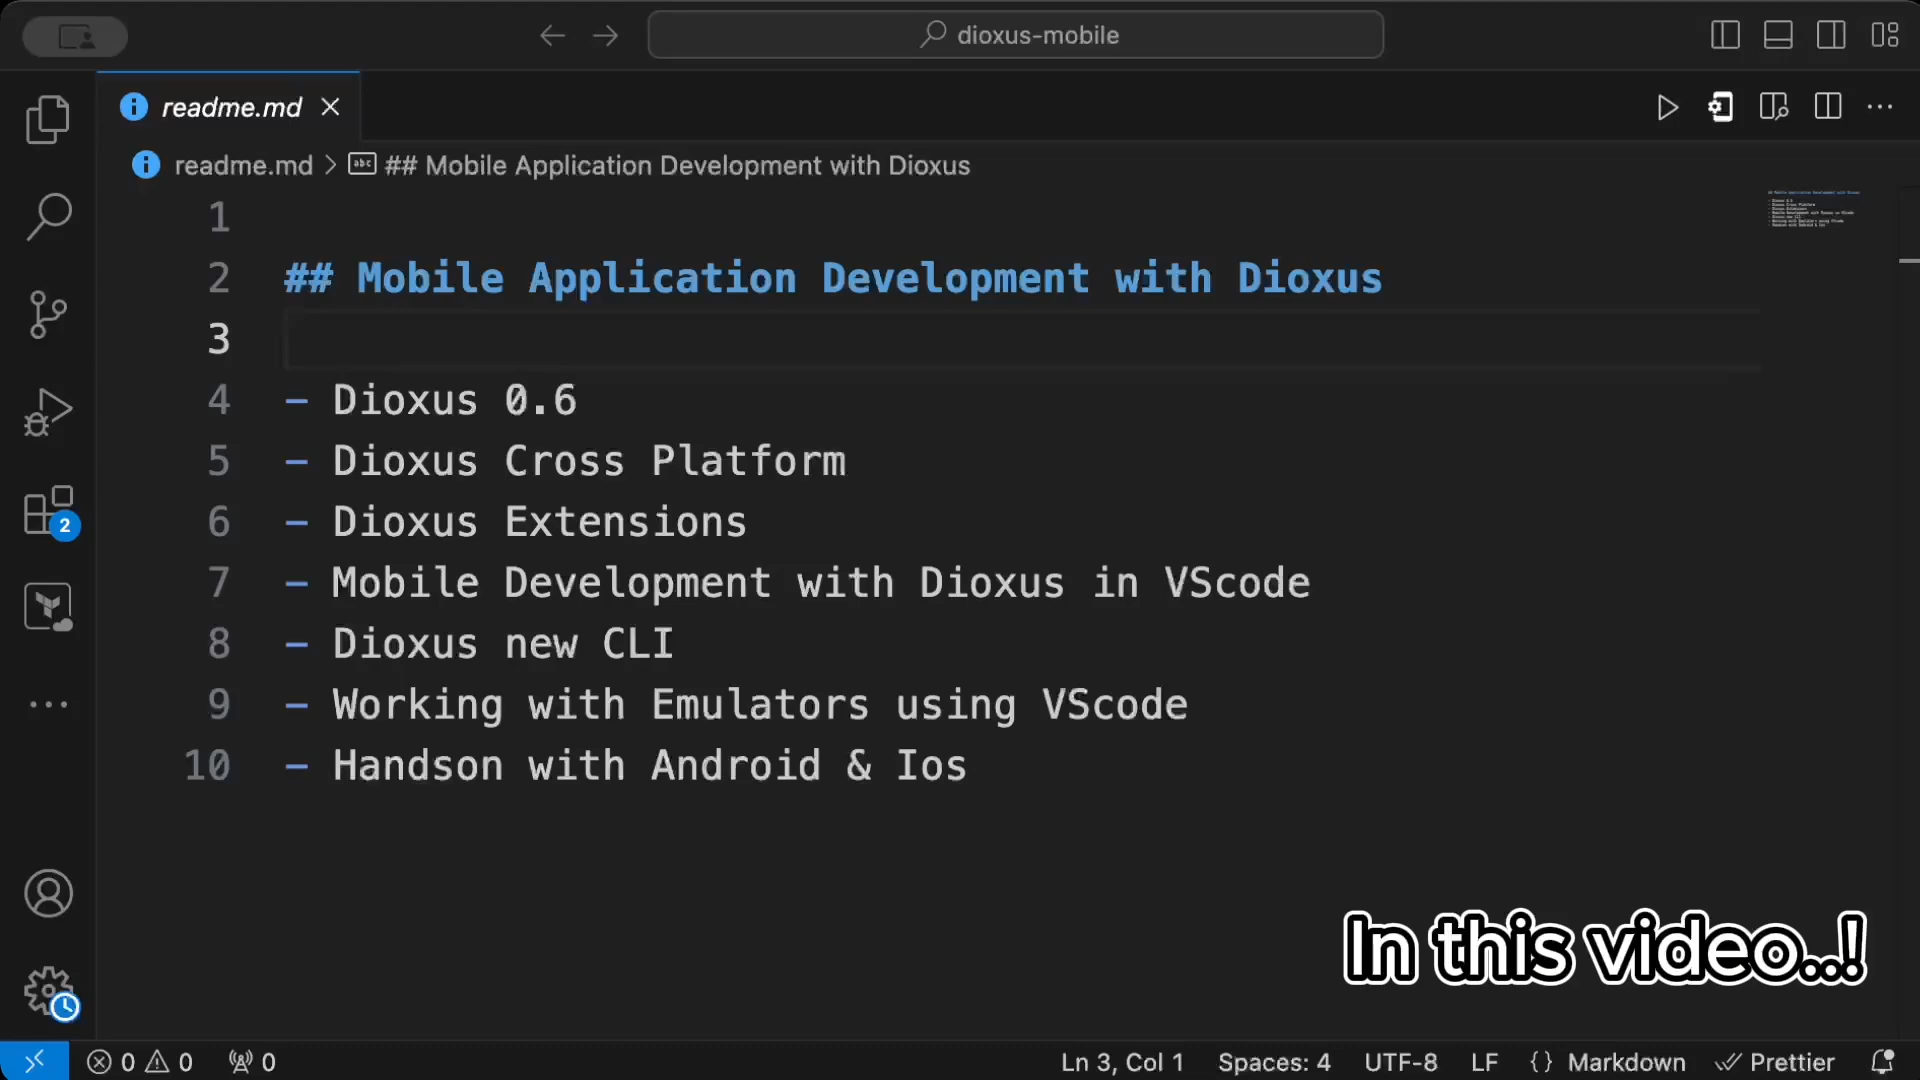 dioxus-mobile
readme.md
readme.md > ## Mobile Application Development with Dioxus
1
2 ## Mobile Application Development with Dioxus
3
4 - Dioxus 0.6
5 - Dioxus Cross Platform
6 - Dioxus Extensions
7 - Mobile Development with Dioxus in VScode
8 - Dioxus new CLI
9 - Working with Emulators using VScode
10 - Handson with Android & Ios
2
In this video..!
0 0 0 Ln 3, Col 1 Spaces: 4 UTF-8 LF {} Markdown Prettier